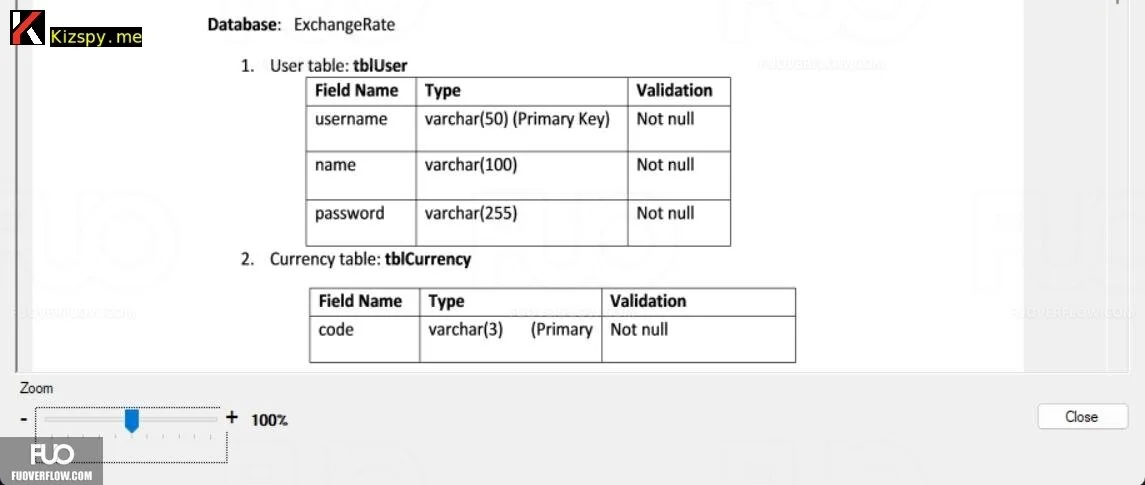 Kizspy.me
Database: ExchangeRate
1. User table: tblUser
Field Name Type Validation
username varchar(50) (Primary Key) Not null
name varchar(100) Not null
password varchar(255) Not null
2. Currency table: tblCurrency
Field Name Type Validation
code varchar(3) (Primary Not null
Zoom
- + 100%
Close
FUO
FUOVERFLOW.COM